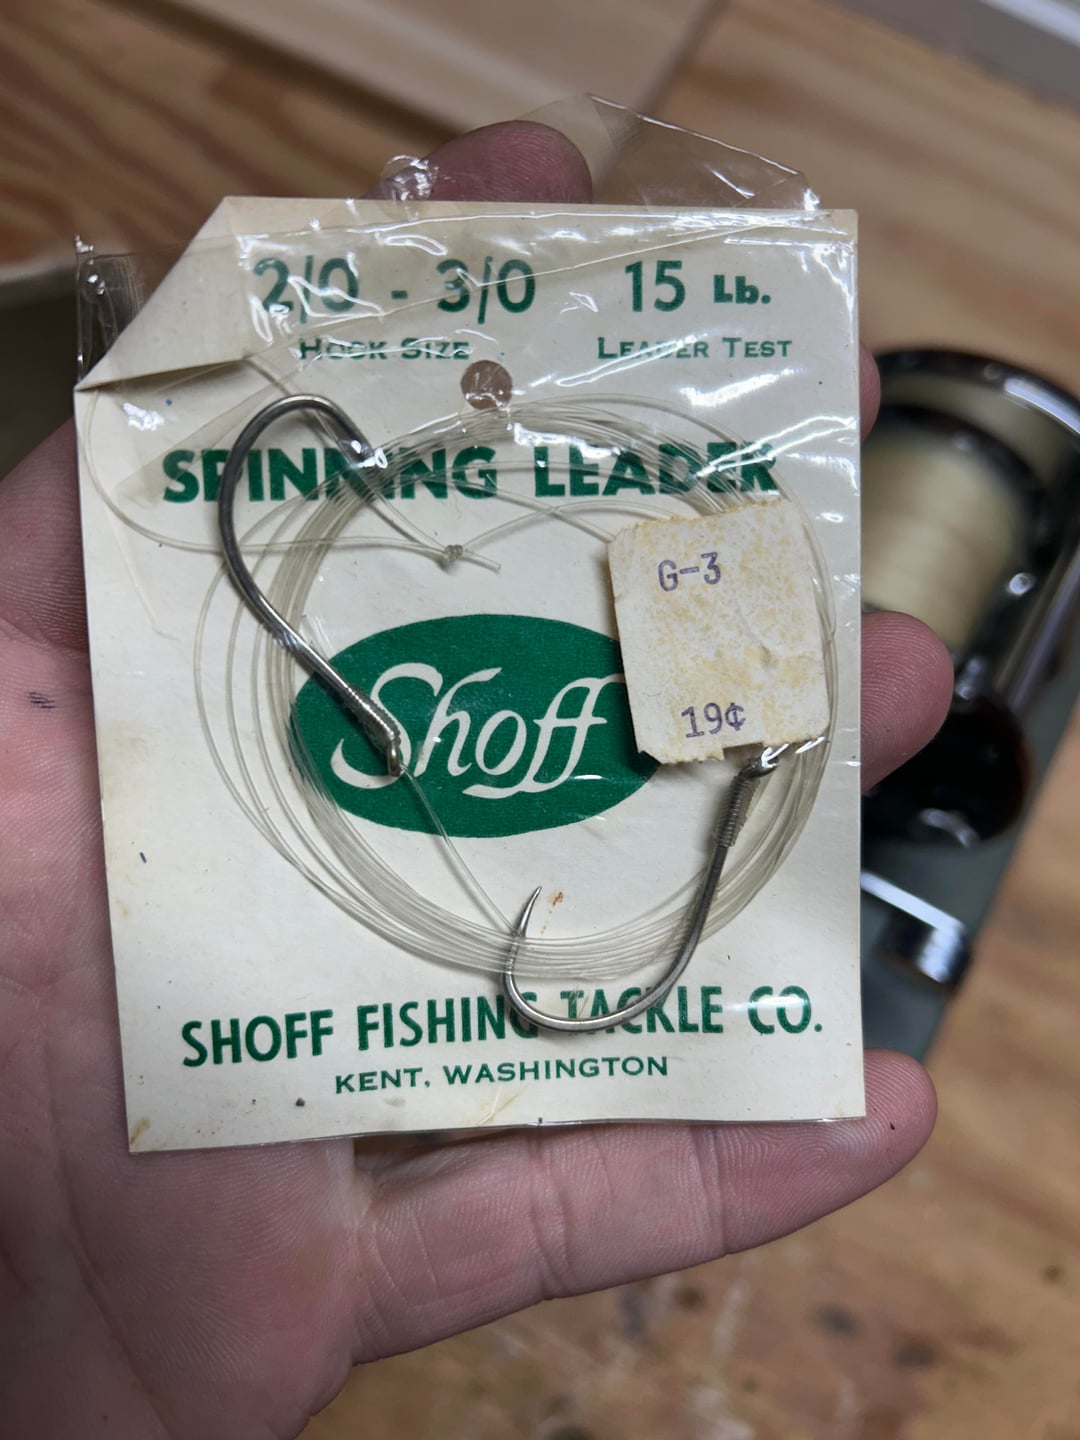 2/0 - 3/0 15 Lb.
Hook Size Leader Test
SPINNING LEADER
G-3
Shoff
19¢
SHOFF FISHING TACKLE CO.
KENT, WASHINGTON